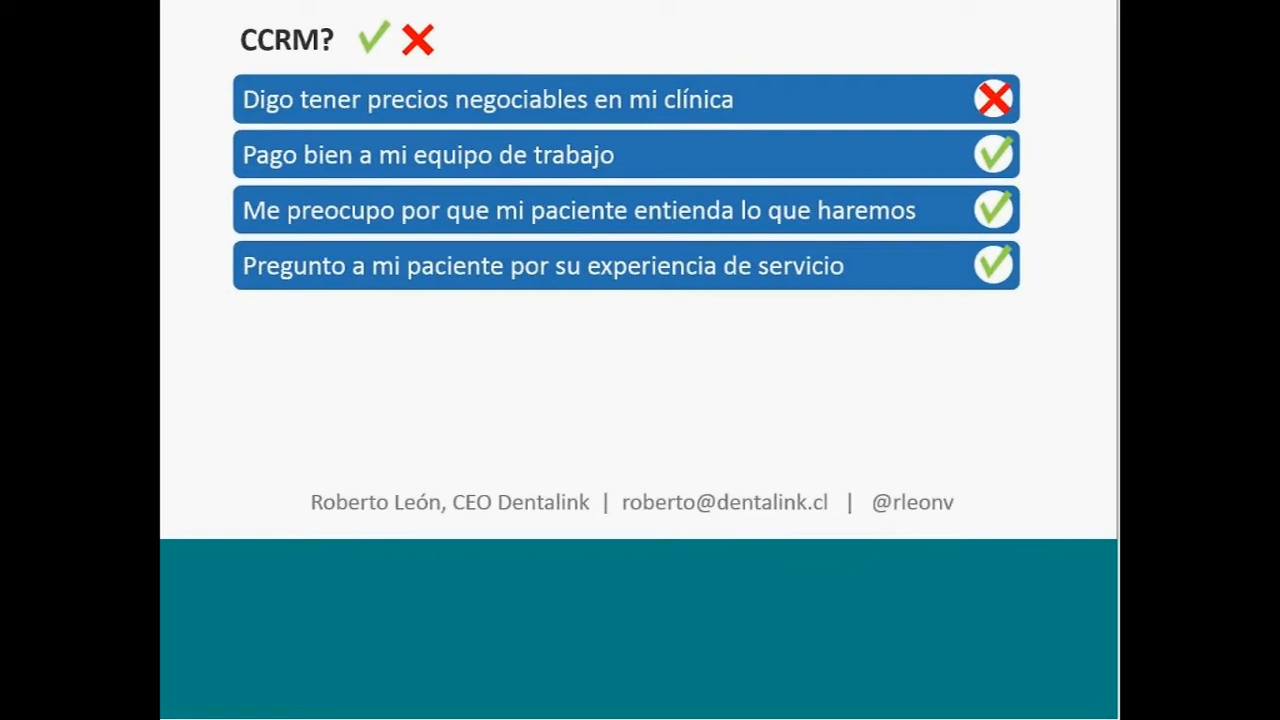 CCRM?
Digo tener precios negociables en mi clínica
Pago bien a mi equipo de trabajo
Me preocupo por que mi paciente entienda lo que haremos
Pregunto a mi paciente por su experiencia de servicio
Roberto León, CEO Dentalink | roberto@dentalink.cl | @rleonv